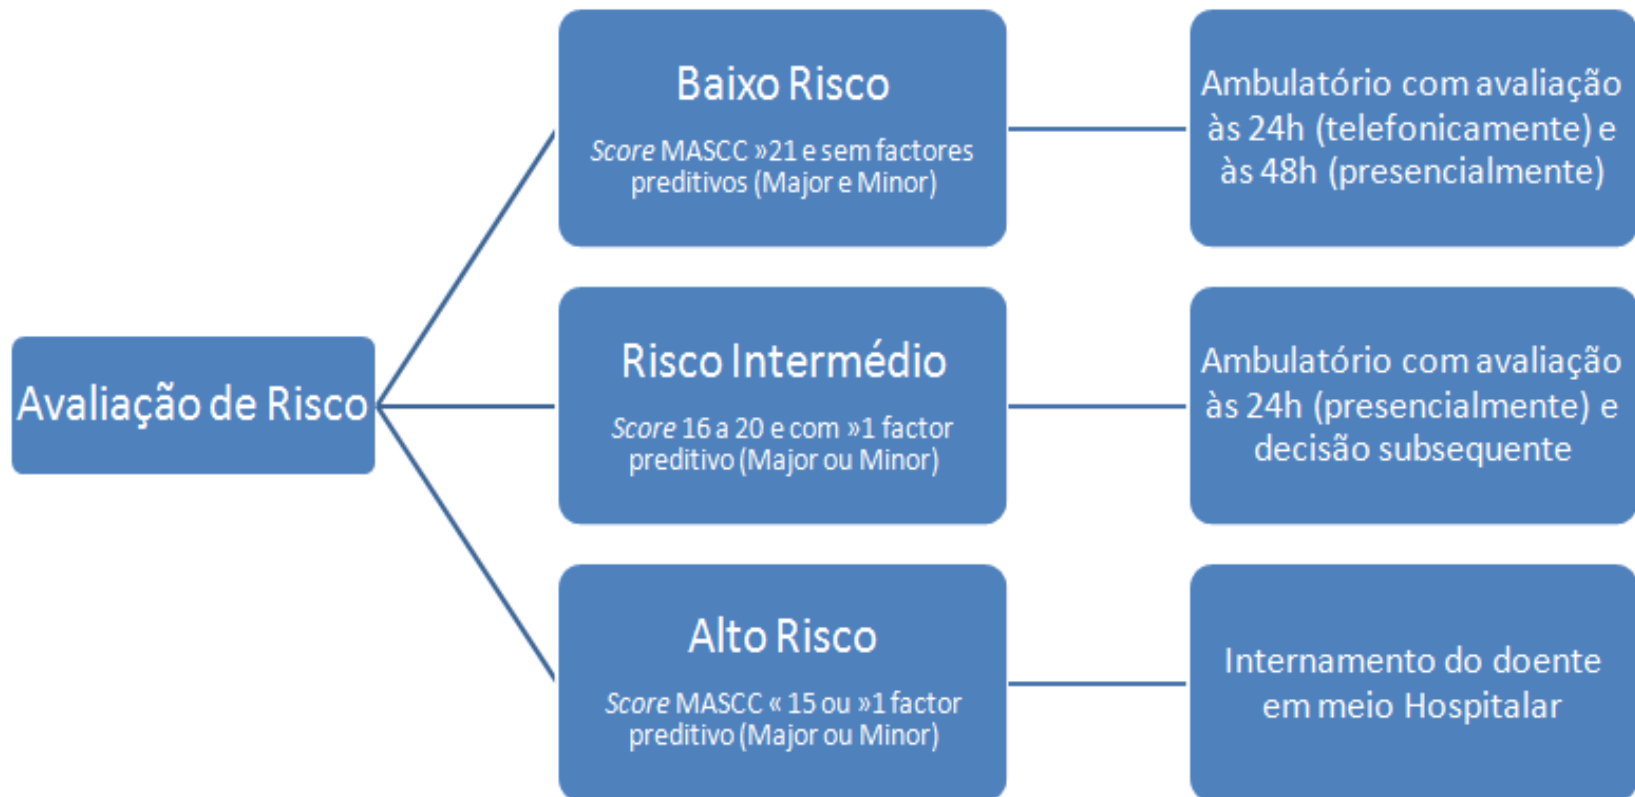 Avaliação de Risco
Baixo Risco
Score MASCC »21 e sem factores
preditivos (Major e Minor)
Ambulatório com avaliação
às 24h (telefonicamente) e
às 48h (presencialmente)
Risco Intermédio
Score 16 a 20 e com »1 factor
preditivo (Major ou Minor)
Ambulatório com avaliação
às 24h (presencialmente) e
decisão subsequente
Alto Risco
Score MASCC « 15 ou »1 factor
preditivo (Major ou Minor)
Internamento do doente
em meio Hospitalar